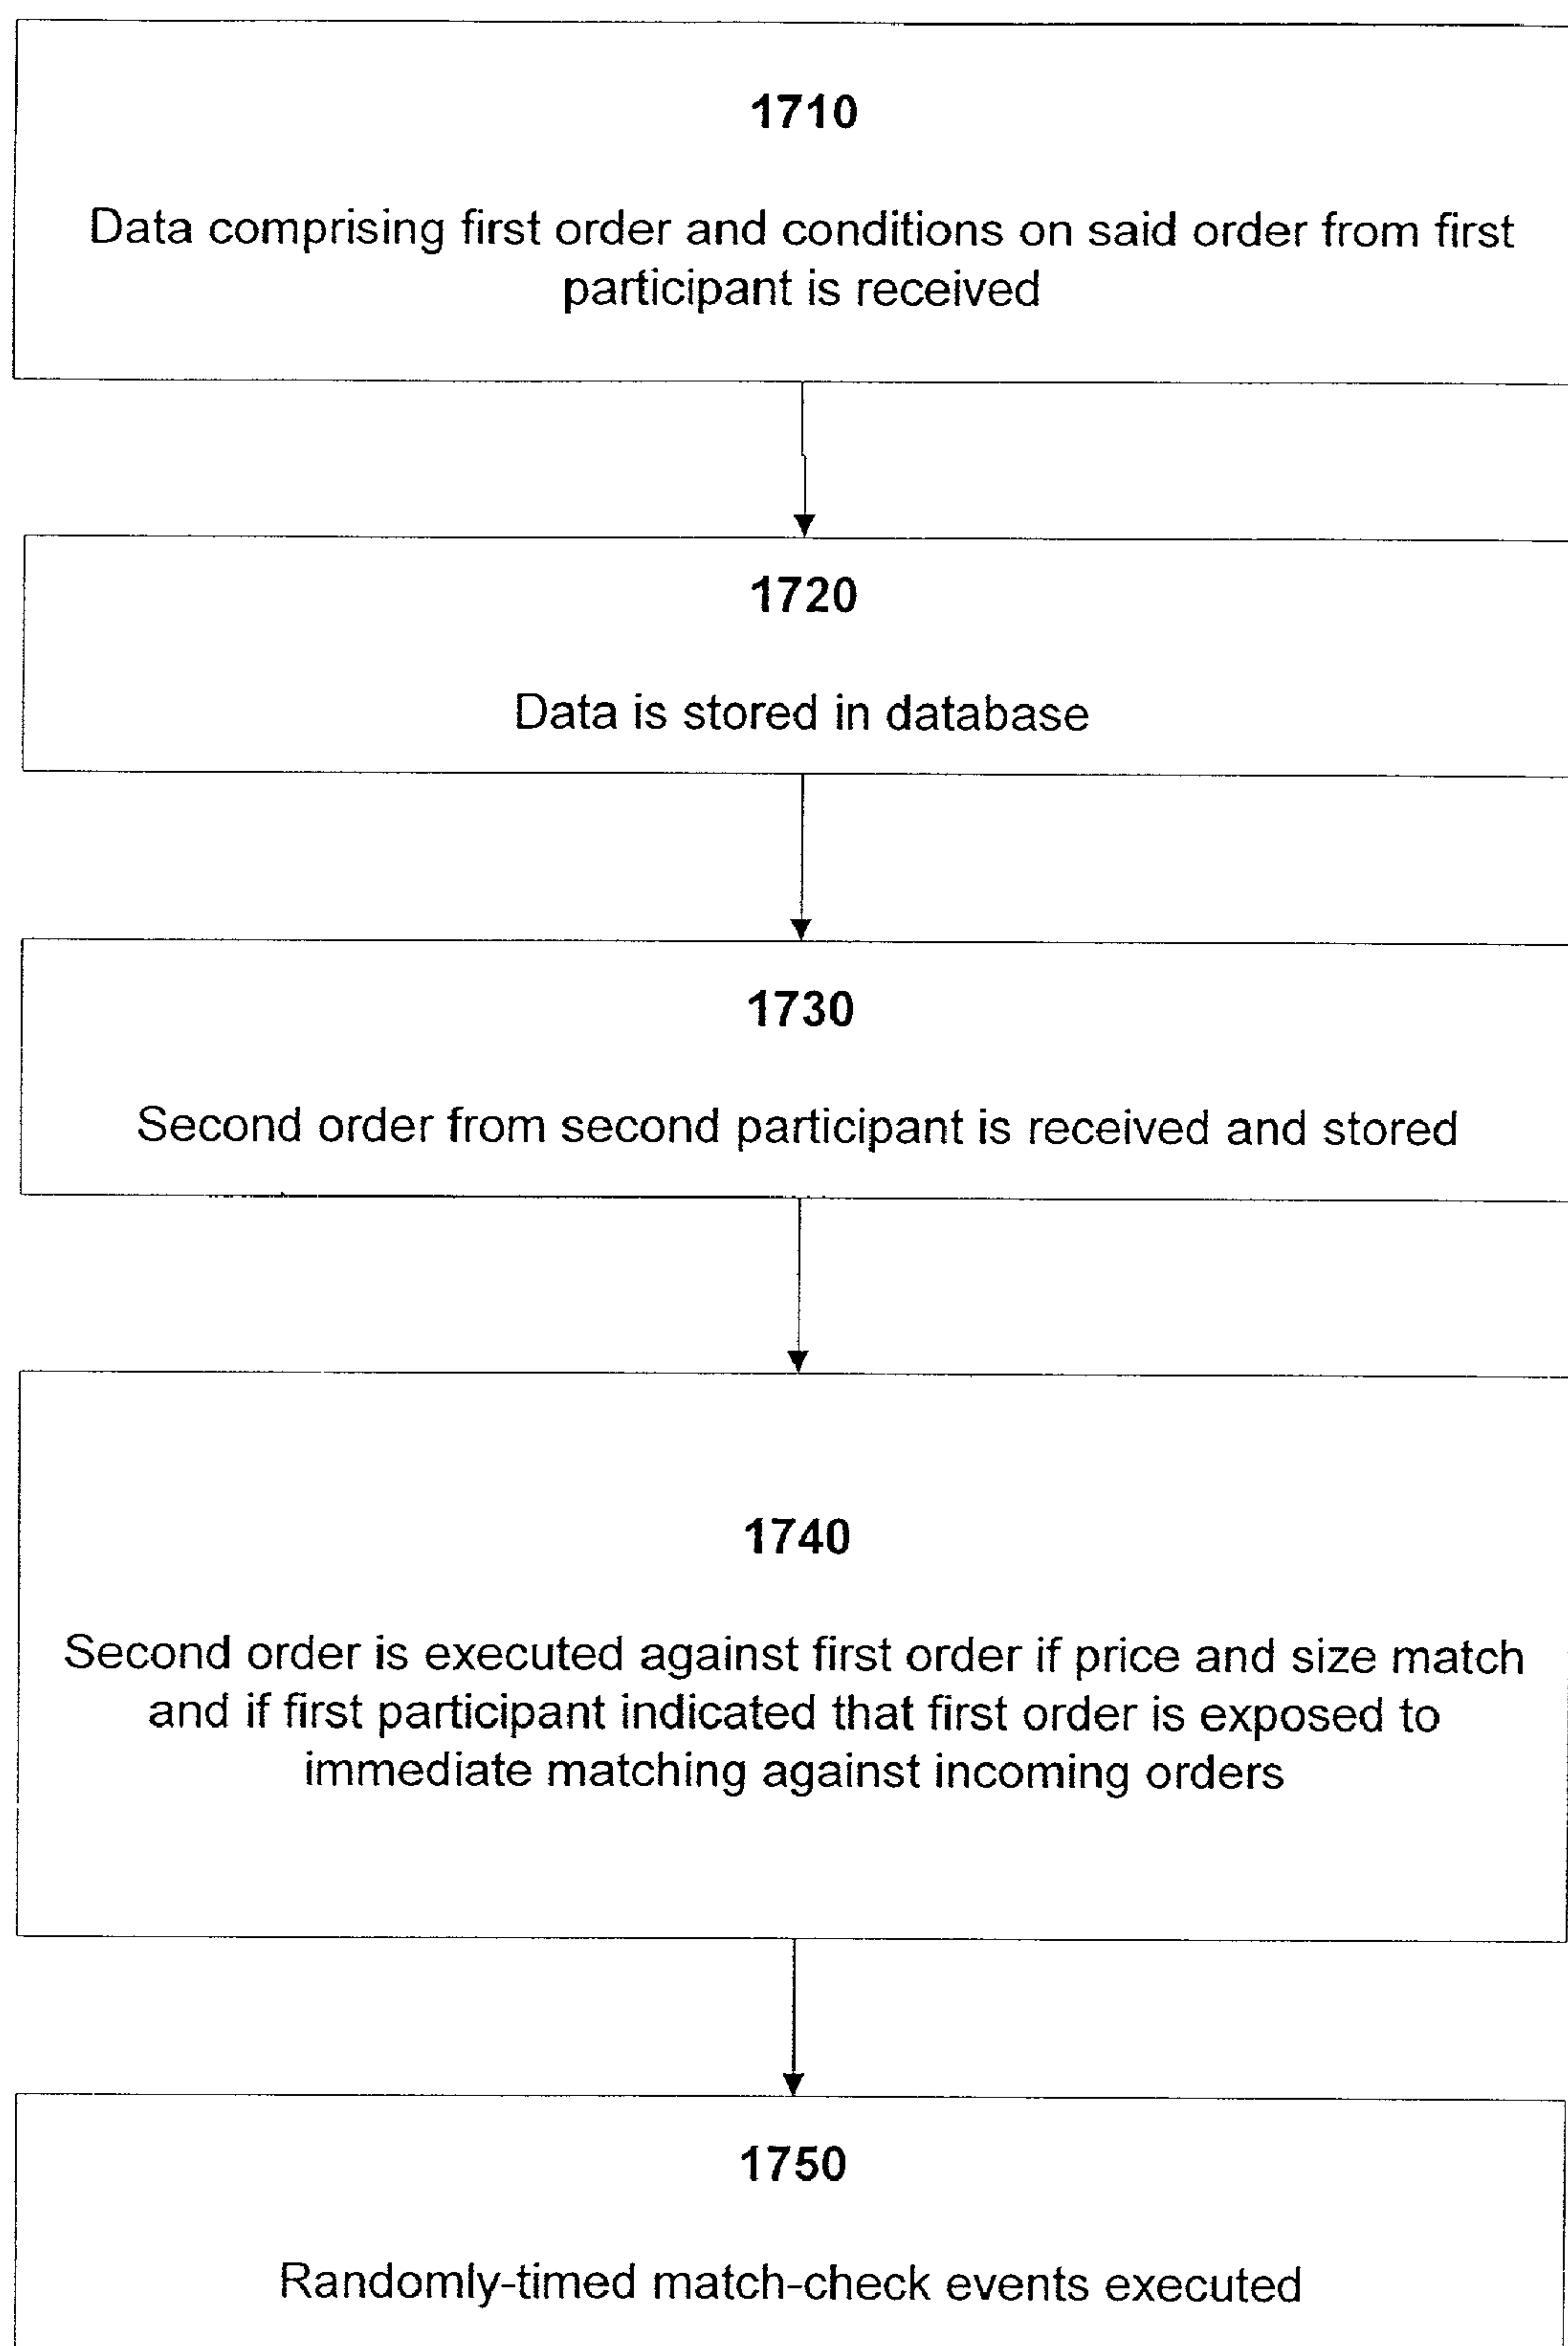 1710
Data comprising first order and conditions on said order from first
participant is received
1720
Data is stored in database
1730
Second order from second participant is received and stored
1740
Second order is executed against first order if price and size match
and if first participant indicated that first order is exposed to
immediate matching against incoming orders
1750
Randomly-timed match-check events executed